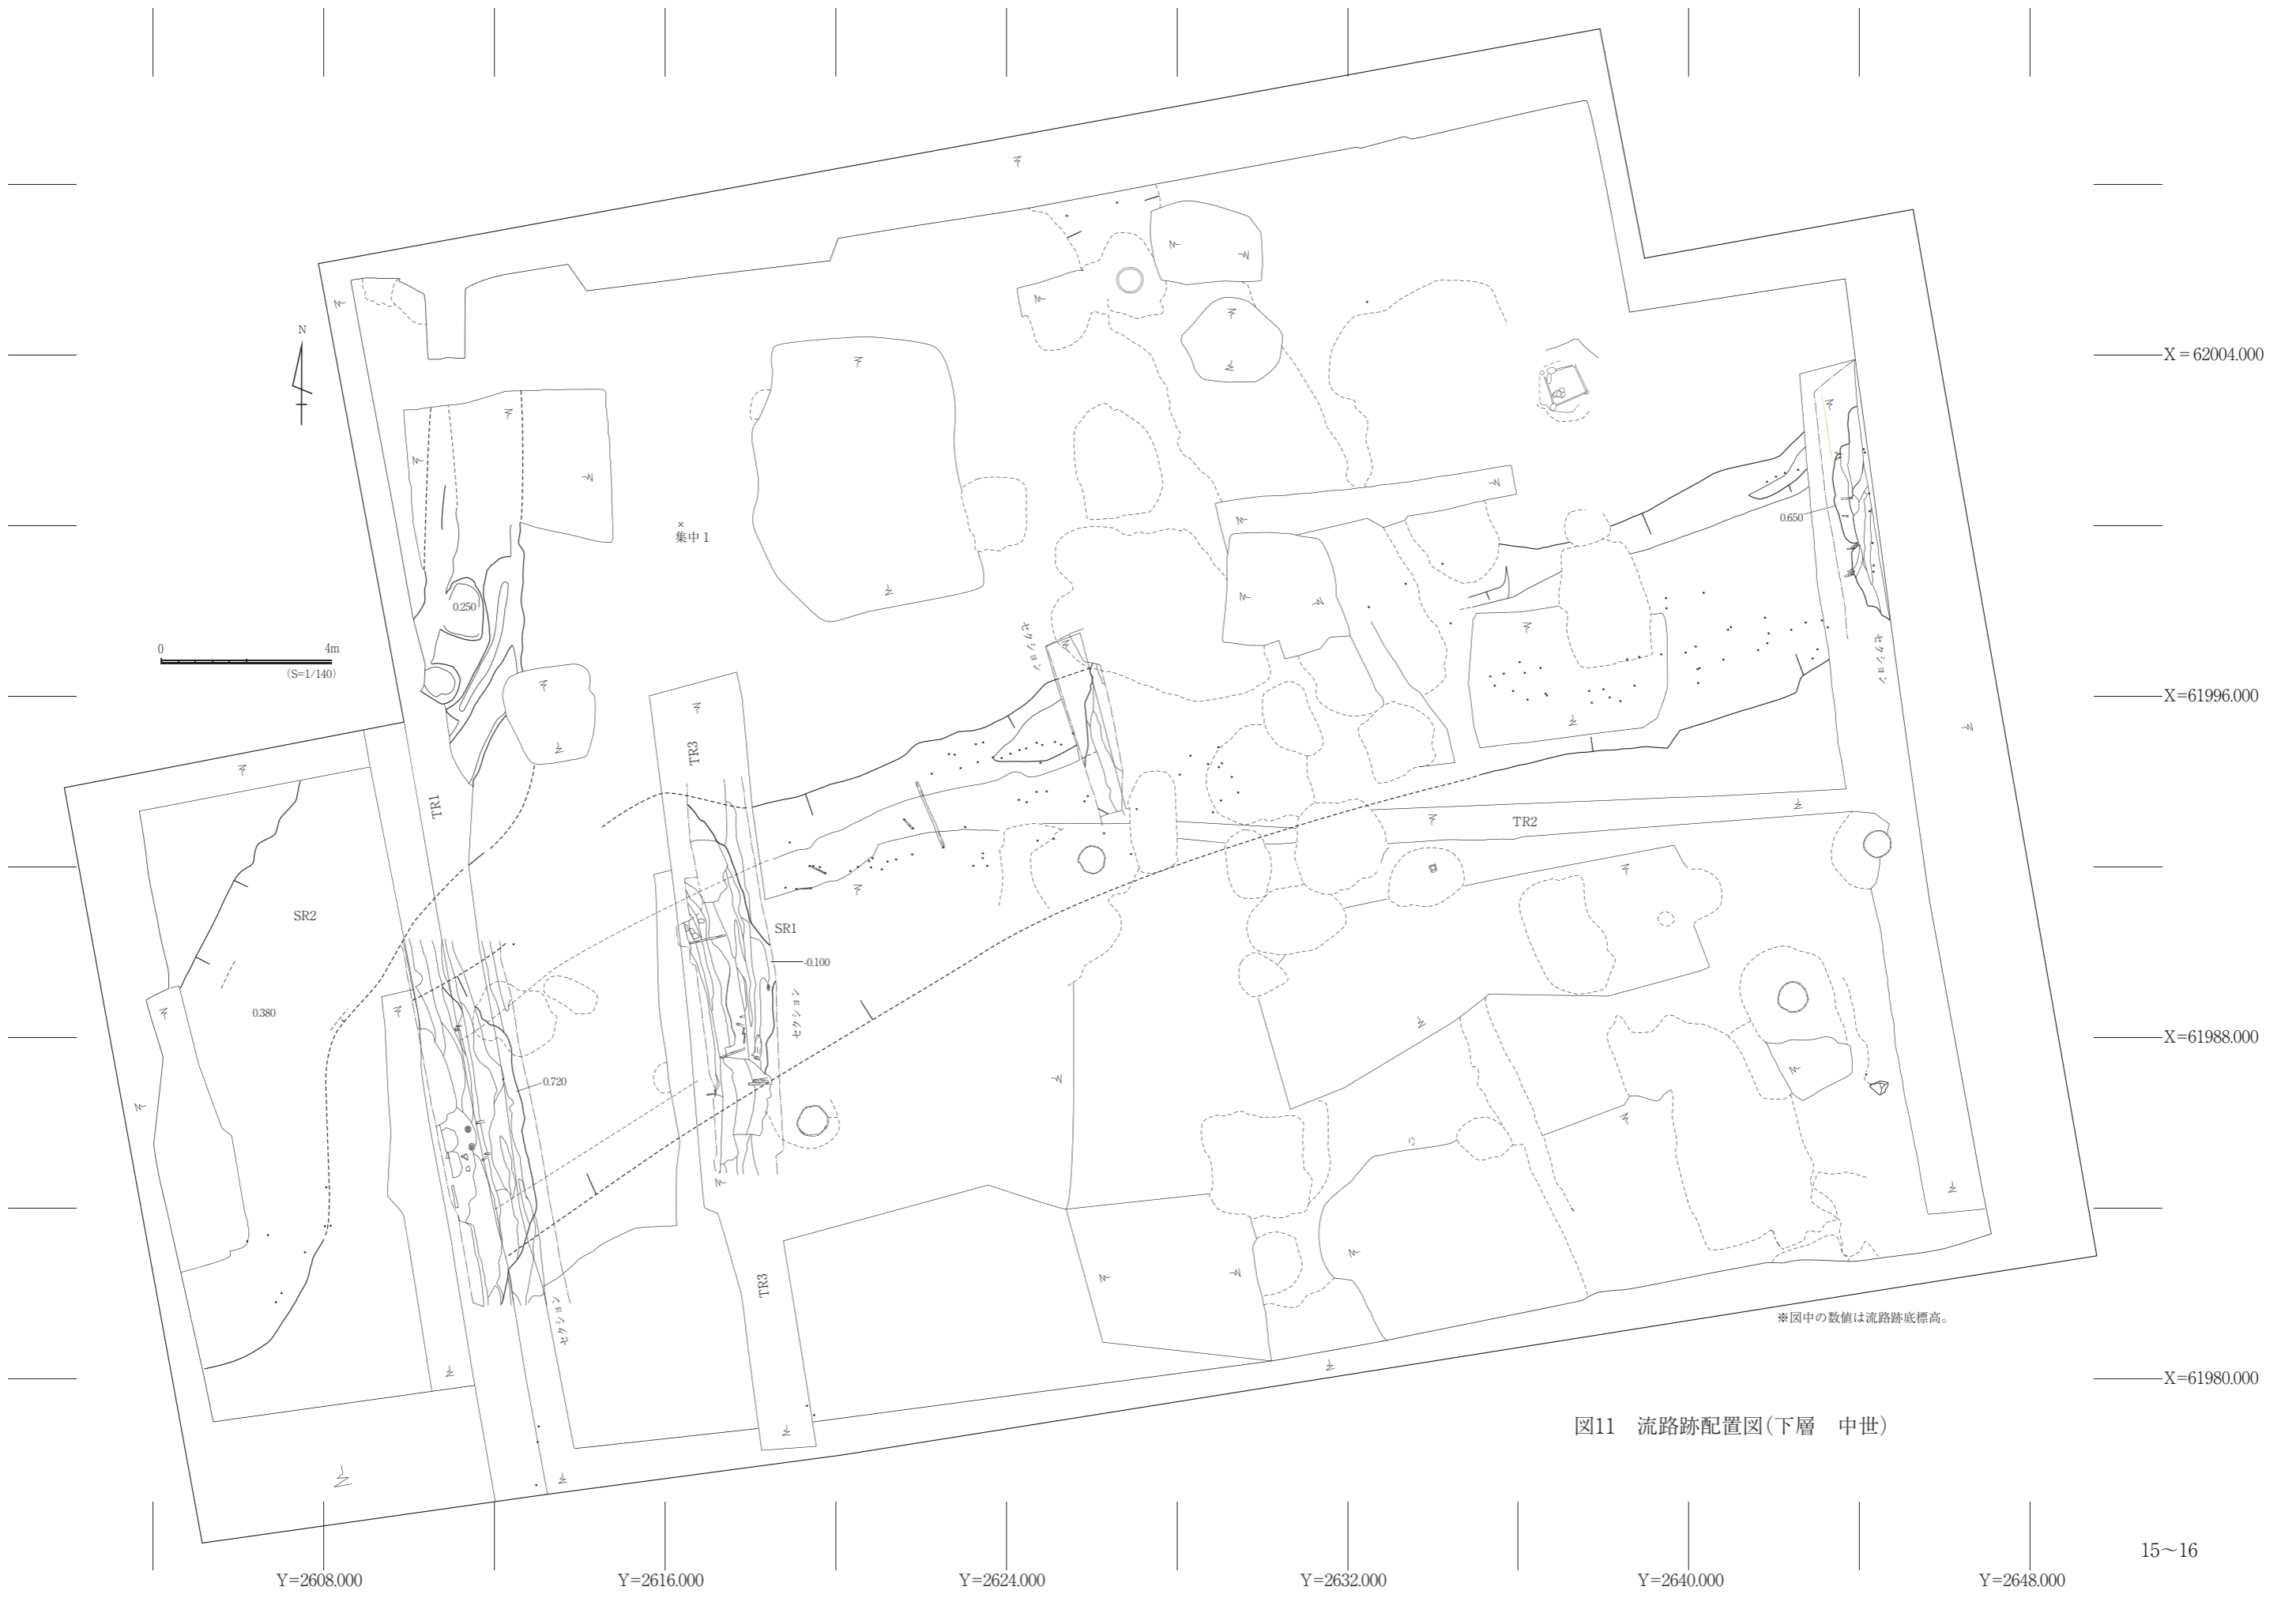 X = 62004.000
N
0.650
集中 1
0.250
セクション
セクション
0 4m
(S=1/140)
X=61996.000
TR3
TR1
TR2
SR2
SR1
-0.100
0.380
セクション
X=61988.000
0.720
TR3
セクション
※図中の数値は流路跡底標高。
X=61980.000
図11　流路跡配置図(下層　中世)
15〜16
Y=2608.000 Y=2616.000 Y=2624.000 Y=2632.000 Y=2640.000 Y=2648.000